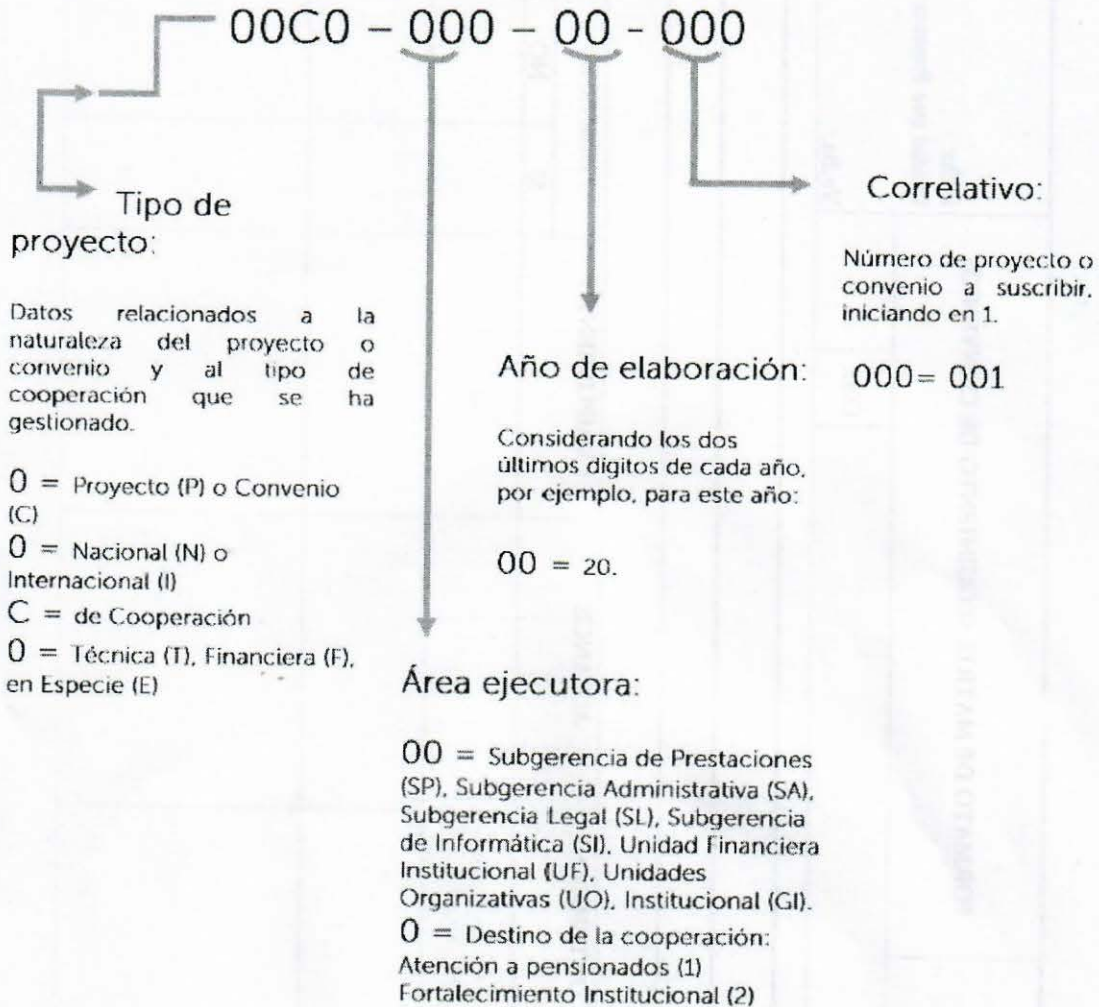 00C0 – 000 – 00 - 000
Tipo de
proyecto:
Datos relacionados a la
naturaleza del proyecto o
convenio y al tipo de
cooperación que se ha
gestionado.
0 = Proyecto (P) o Convenio
(C)
0 = Nacional (N) o
Internacional (I)
C = de Cooperación
0 = Técnica (T), Financiera (F),
en Especie (E)
Área ejecutora:
00 = Subgerencia de Prestaciones
(SP), Subgerencia Administrativa (SA),
Subgerencia Legal (SL), Subgerencia
de Informática (SI), Unidad Financiera
Institucional (UF), Unidades
Organizativas (UO), Institucional (GI).
0 = Destino de la cooperación:
Atención a pensionados (1)
Fortalecimiento Institucional (2)
Año de elaboración:
Considerando los dos
últimos dígitos de cada año,
por ejemplo, para este año:
00 = 20.
Correlativo:
Número de proyecto o
convenio a suscribir,
iniciando en 1.
000= 001